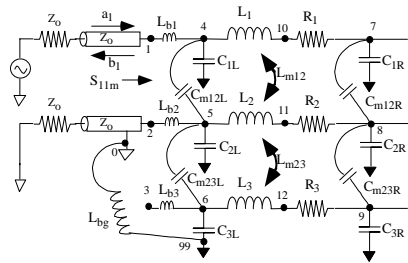 a1 L1 R1
Zo Zo Lb1 4 10 7
1
b1
S11m C1L Lm12 C1R
Cm12L Cm12R
Zo Zo Lb2 L2 R2
2 5 11 8
0 C2L Lm23 C2R
Cm23L Cm23R
3 Lb3 L3 R3
6 12 9
Lbg
99 C3L C3R